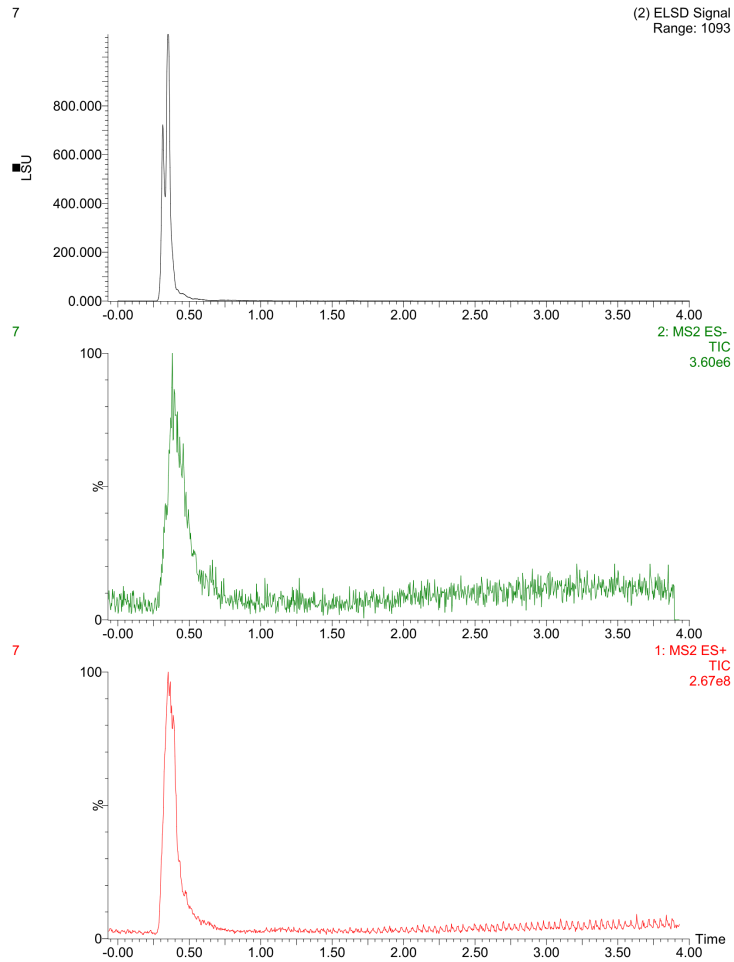 7
(2) ELSD Signal
Range: 1093
LSU
800.000
600.000
400.000
200.000
0.000
-0.00 0.50 1.00 1.50 2.00 2.50 3.00 3.50 4.00
7
2: MS2 ES-
TIC
3.60e6
100
%
0
-0.00 0.50 1.00 1.50 2.00 2.50 3.00 3.50 4.00
7
1: MS2 ES+
TIC
2.67e8
100
%
0
Time
-0.00 0.50 1.00 1.50 2.00 2.50 3.00 3.50 4.00